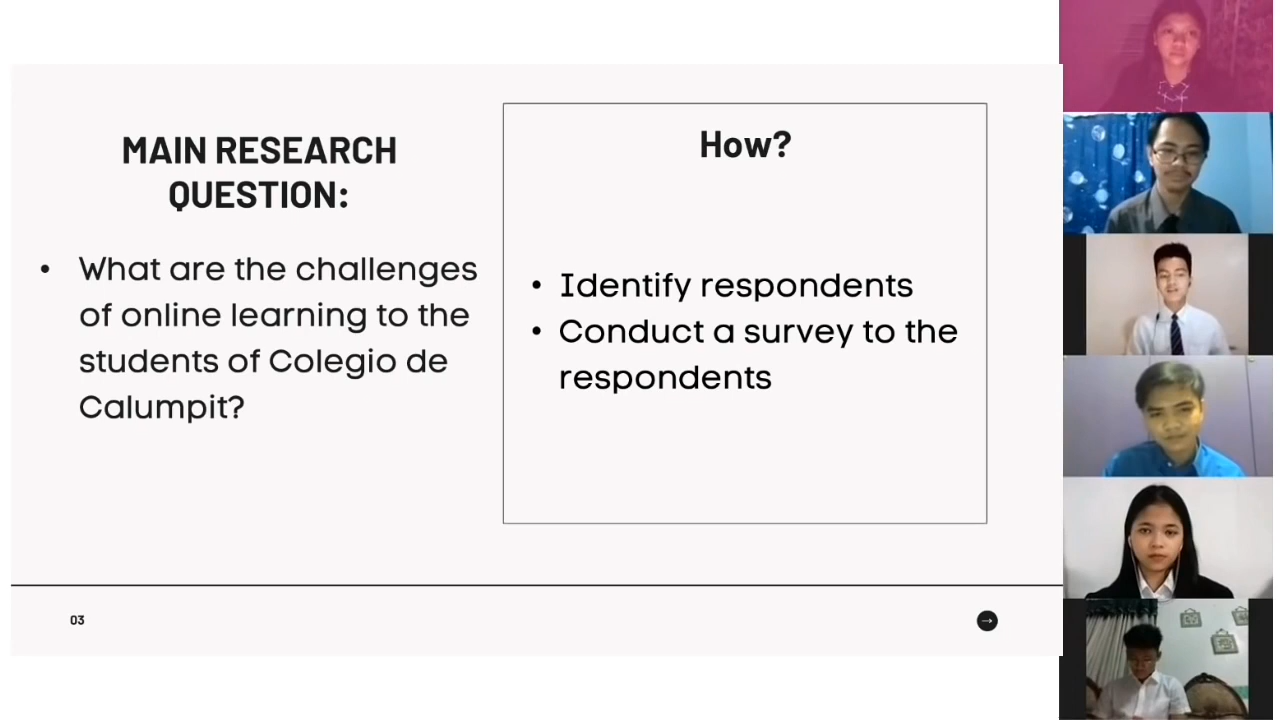 MAIN RESEARCH
QUESTION:
• What are the challenges
of online learning to the
students of Colegio de
Calumpit?
How?
• Identify respondents
• Conduct a survey to the
respondents
03